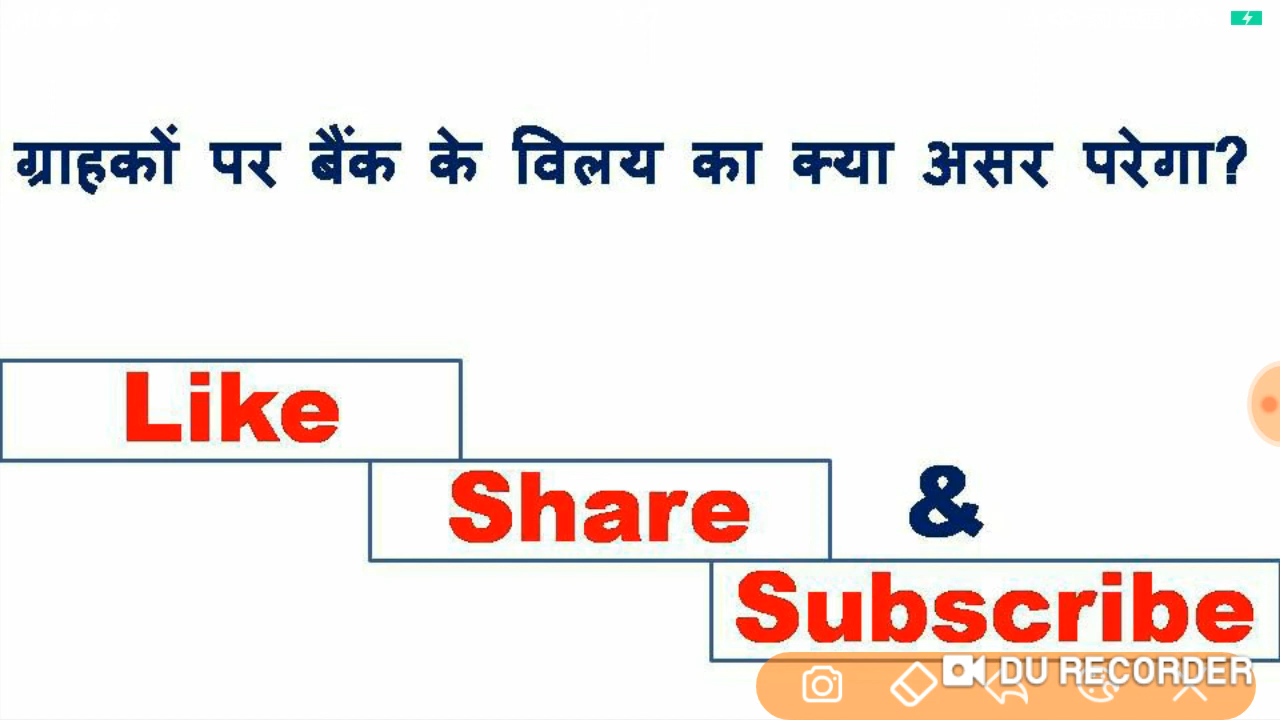 ग्राहकों पर बैंक के विलय का क्या असर परेगा?
Like
Share &
Subscribe
DU RECORDER